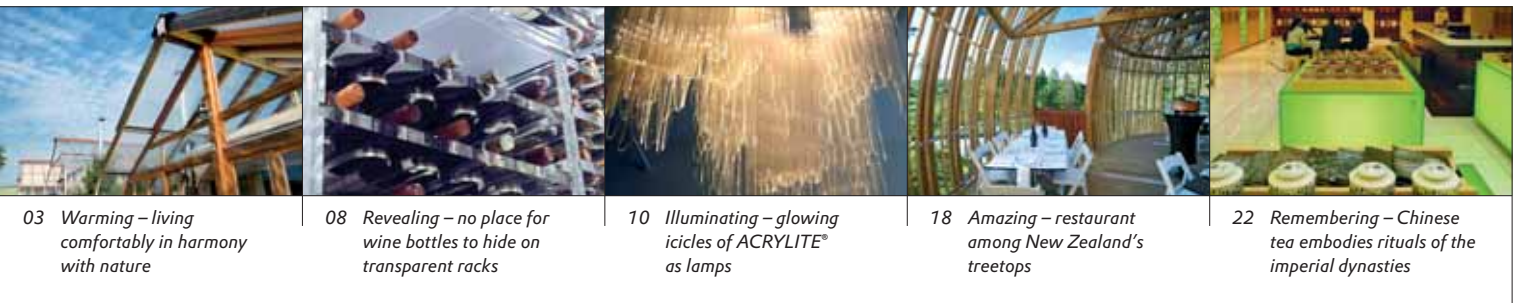 03 Warming – living
comfortably in harmony
with nature
08 Revealing – no place for
wine bottles to hide on
transparent racks
10 Illuminating – glowing
icicles of ACRYLITE®
as lamps
18 Amazing – restaurant
among New Zealand’s
treetops
22 Remembering – Chinese
tea embodies rituals of the
imperial dynasties